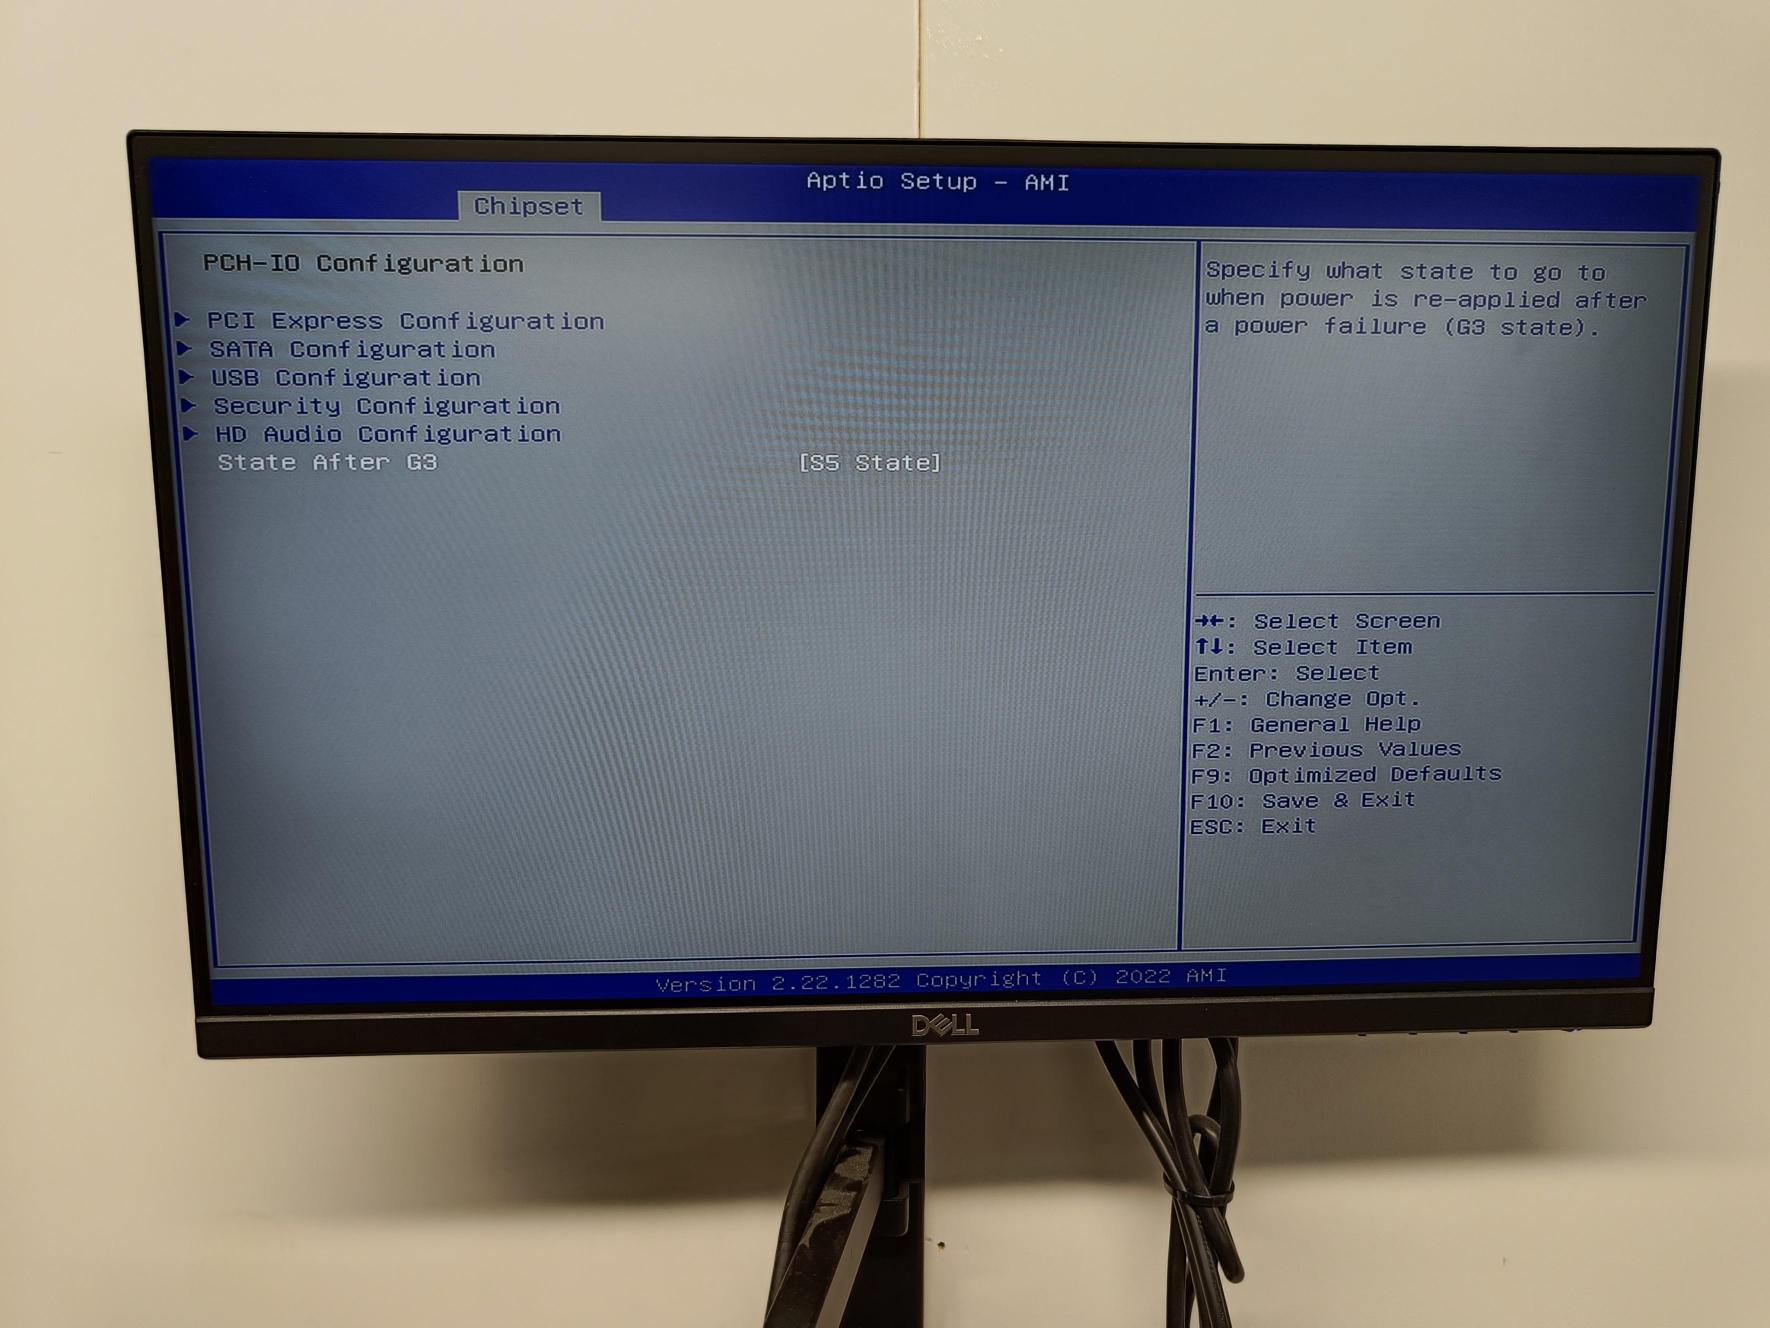 Aptio Setup - AMI
Chipset
PCH-IO Configuration
PCI Express Configuration
SATA Configuration
USB Configuration
Security Configuration
HD Audio Configuration
State After G3 [S5 State]
Specify what state to go to
when power is re-applied after
a power failure (G3 state).
→←: Select Screen
↑↓: Select Item
Enter: Select
+/-: Change Opt.
F1: General Help
F2: Previous Values
F9: Optimized Defaults
F10: Save & Exit
ESC: Exit
Version 2.22.1282 Copyright (C) 2022 AMI
DELL